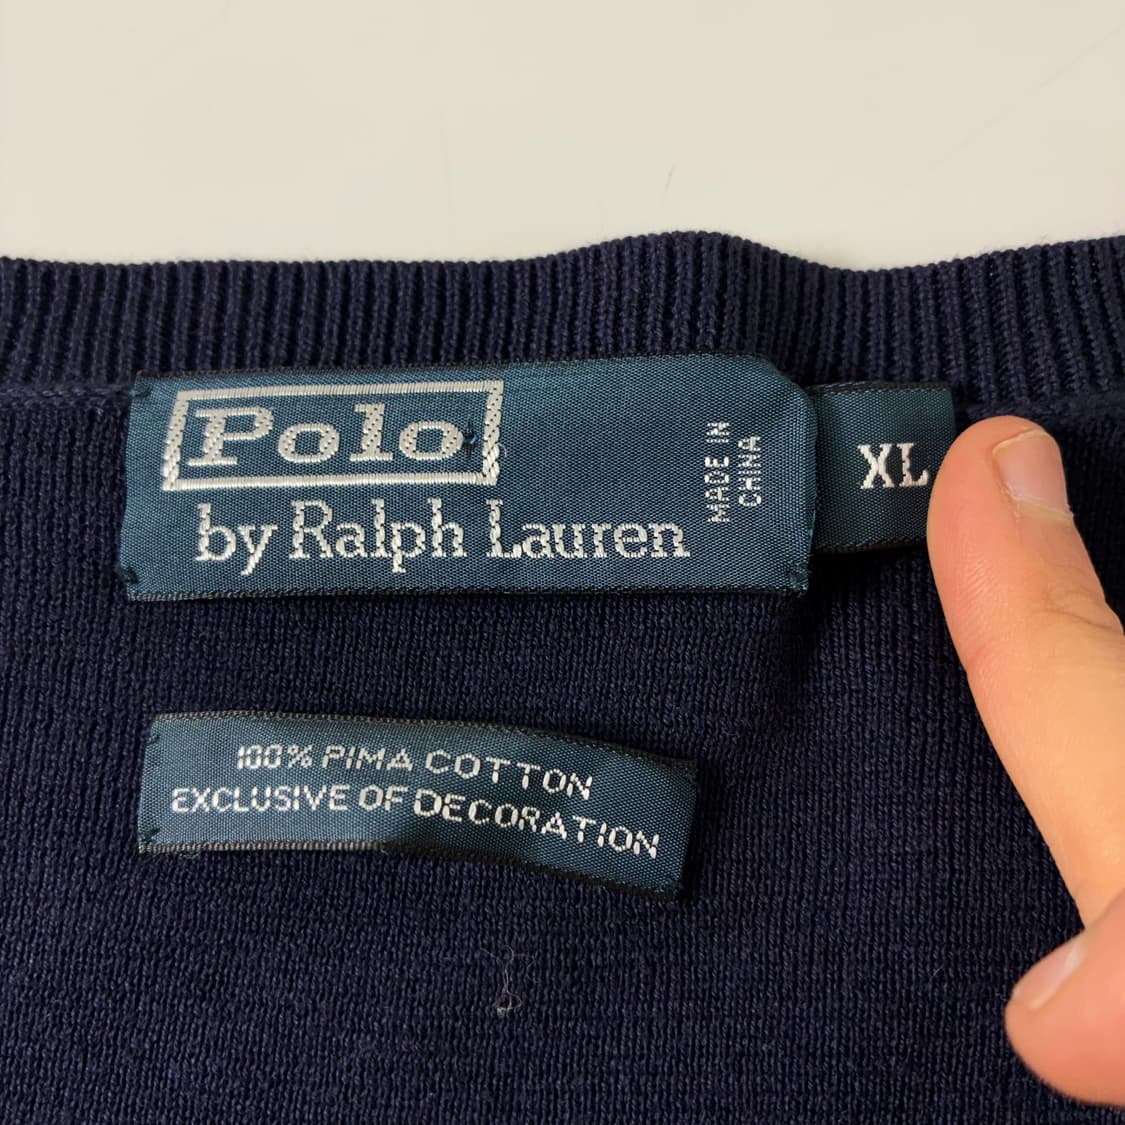 Polo
by Ralph Lauren
MADE IN
CHINA
XL
100% PIMA COTTON
EXCLUSIVE OF DECORATION